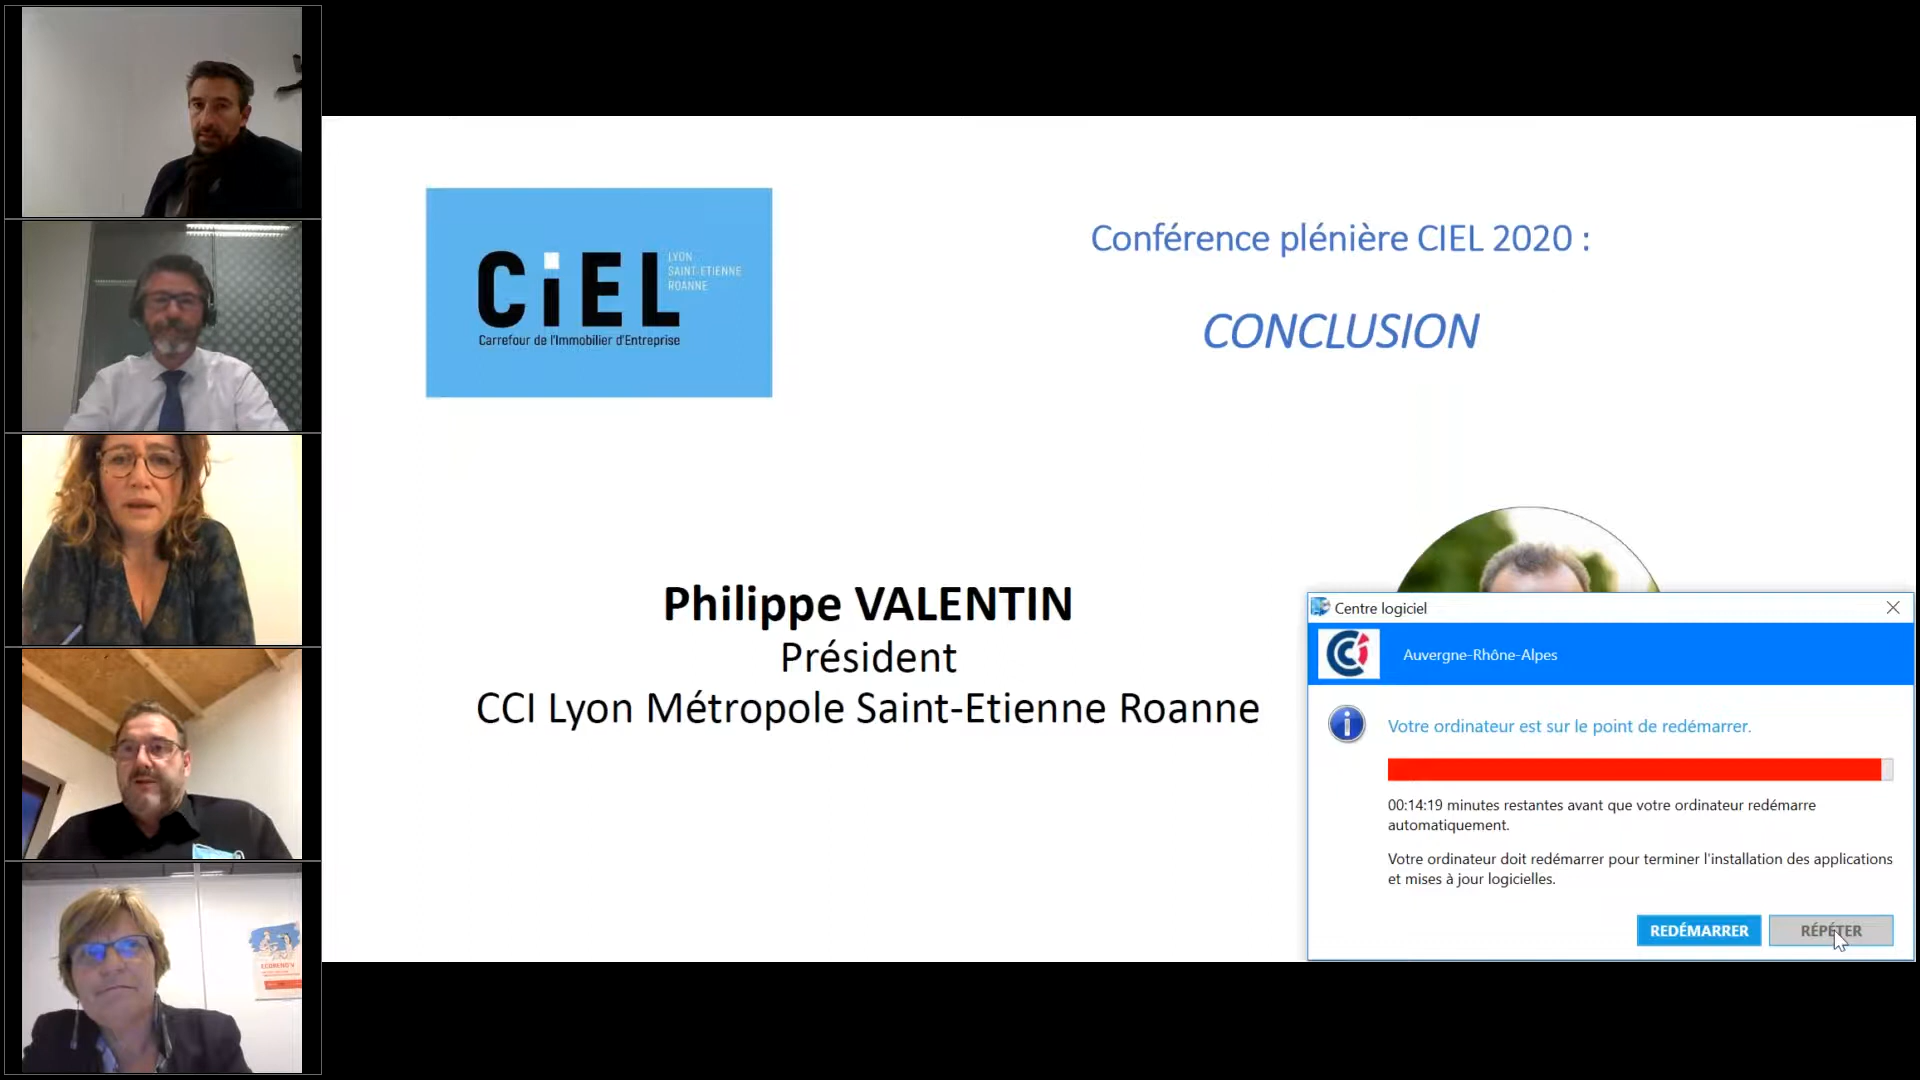 CiEL
LYON
SAINT-ETIENNE
ROANNE
Carrefour de l'Immobilier d'Entreprise
Conférence plénière CIEL 2020 :
CONCLUSION
Philippe VALENTIN
Président
CCI Lyon Métropole Saint-Etienne Roanne
Centre logiciel
Auvergne-Rhône-Alpes
Votre ordinateur est sur le point de redémarrer.
00:14:19 minutes restantes avant que votre ordinateur redémarre
automatiquement.
Votre ordinateur doit redémarrer pour terminer l'installation des applications
et mises à jour logicielles.
REDÉMARRER
RÉPÉTER